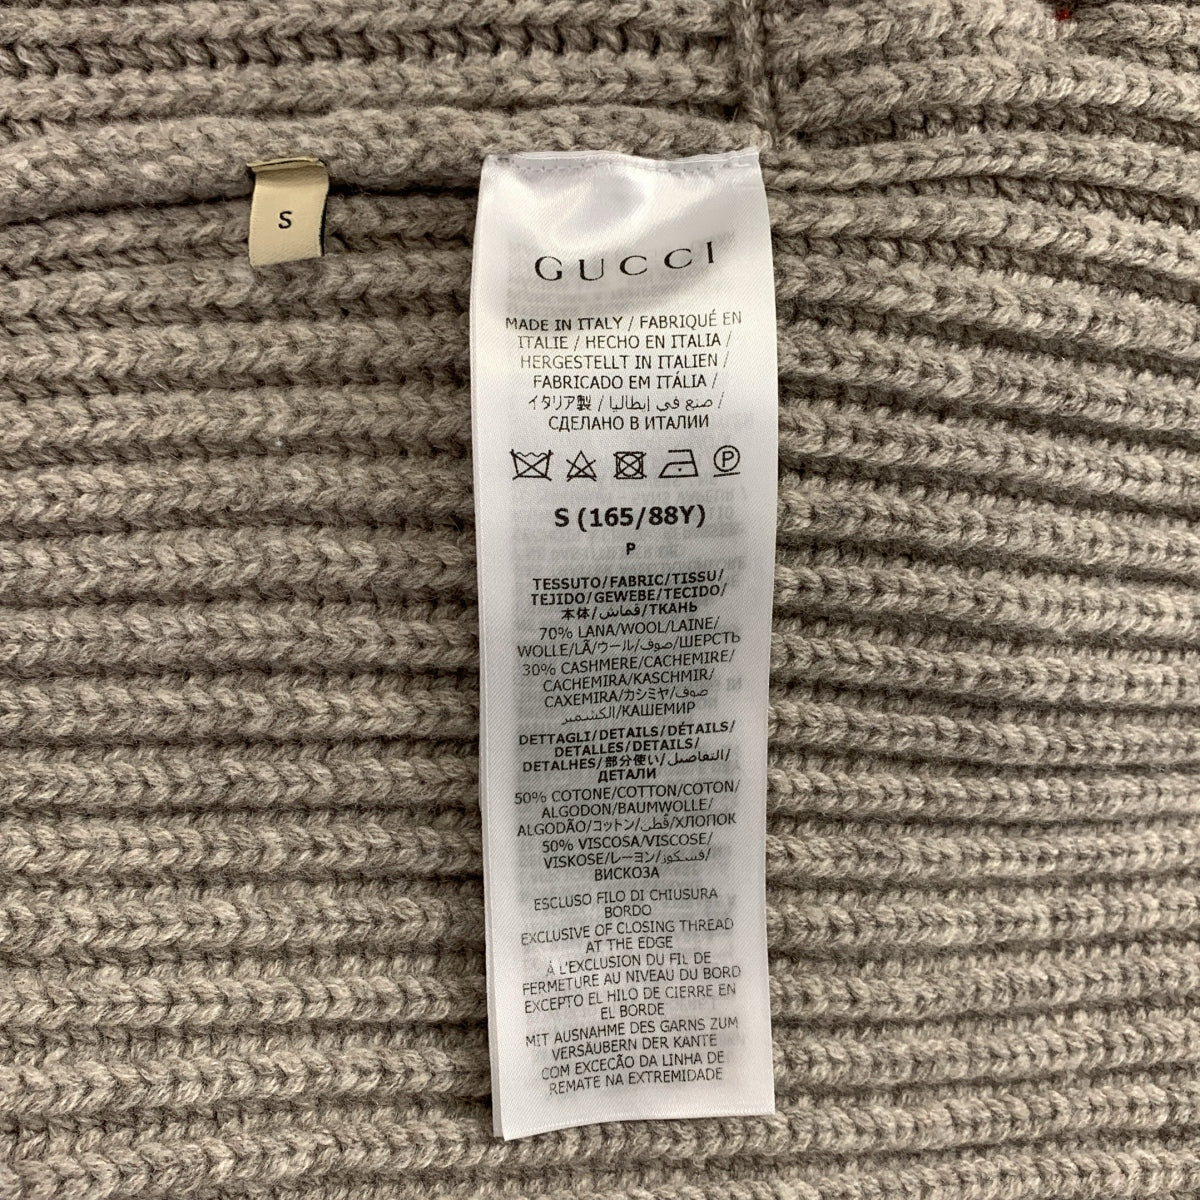 S
GUCCI
MADE IN ITALY / FABRIQUÉ EN
ITALIE / HECHO EN ITALIA /
HERGESTELLT IN ITALIEN /
FABRICADO EM ITÁLIA /
イタリア製 / صنع في إيطاليا /
СДЕЛАНО В ИТАЛИИ
P
S (165/88Y)
P
TESSUTO/FABRIC/TISSU/
TEJIDO/GEWEBE/TECIDO/
本体/قماش/ТКАНЬ
70% LANA/WOOL/LAINE/
WOLLE/LÃ/ウール/صوف/ШЕРСТЬ
30% CASHMERE/CACHEMIRE/
CACHEMIRA/KASCHMIR/
CAXEMIRA/カシミヤ/صوف
الكشمير/КАШЕМИР
DETTAGLI/DETAILS/DÉTAILS/
DETALLES/DETAILS/
DETALHES/部分使い/التفاصيل/
ДЕТАЛИ
50% COTONE/COTTON/COTON/
ALGODON/BAUMWOLLE/
ALGODÃO/コットン/قطن/ХЛОПОК
50% VISCOSA/VISCOSE/
VISKOSE/レーヨン/فسكوز/
ВИСКОЗА
ESCLUSO FILO DI CHIUSURA
BORDO
EXCLUSIVE OF CLOSING THREAD
AT THE EDGE
À L'EXCLUSION DU FIL DE
FERMETURE AU NIVEAU DU BORD
EXCEPTO EL HILO DE CIERRE EN
EL BORDE
MIT AUSNAHME DES GARNS ZUM
VERSÄUBERN DER KANTE
COM EXCEÇÃO DA LINHA DE
REMATE NA EXTREMIDADE